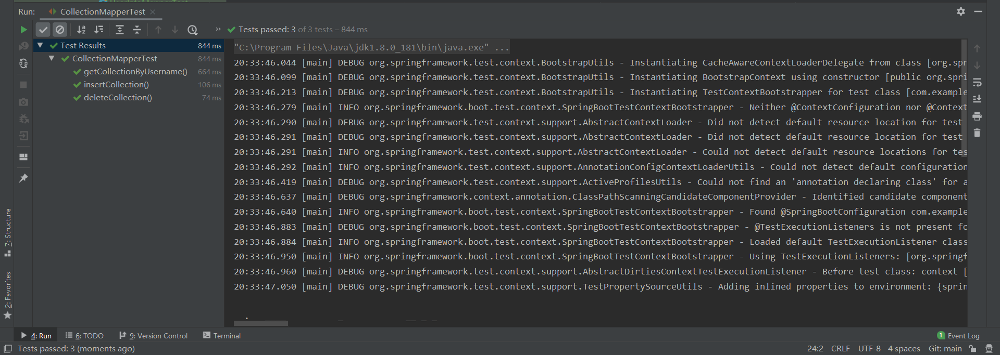 UserInfoMapperTest
Run: CollectionMapperTest
Tests passed: 3 of 3 tests – 844 ms
Test Results 844 ms
CollectionMapperTest 844 ms
getCollectionByUsername() 664 ms
insertCollection() 106 ms
deleteCollection() 74 ms
"C:\Program Files\Java\jdk1.8.0_181\bin\java.exe" ...
20:33:46.044 [main] DEBUG org.springframework.test.context.BootstrapUtils - Instantiating CacheAwareContextLoaderDelegate from class [org.spr
20:33:46.099 [main] DEBUG org.springframework.test.context.BootstrapUtils - Instantiating BootstrapContext using constructor [public org.spri
20:33:46.213 [main] DEBUG org.springframework.test.context.BootstrapUtils - Instantiating TestContextBootstrapper for test class [com.example
20:33:46.279 [main] INFO org.springframework.boot.test.context.SpringBootTestContextBootstrapper - Neither @ContextConfiguration nor @Context
20:33:46.290 [main] DEBUG org.springframework.test.context.support.AbstractContextLoader - Did not detect default resource location for test
20:33:46.291 [main] DEBUG org.springframework.test.context.support.AbstractContextLoader - Did not detect default resource location for test
20:33:46.291 [main] INFO org.springframework.test.context.support.AbstractContextLoader - Could not detect default resource locations for tes
20:33:46.292 [main] INFO org.springframework.test.context.support.AnnotationConfigContextLoaderUtils - Could not detect default configuration
20:33:46.419 [main] DEBUG org.springframework.test.context.support.ActiveProfilesUtils - Could not find an 'annotation declaring class' for a
20:33:46.637 [main] DEBUG org.springframework.context.annotation.ClassPathScanningCandidateComponentProvider - Identified candidate component
20:33:46.640 [main] INFO org.springframework.boot.test.context.SpringBootTestContextBootstrapper - Found @SpringBootConfiguration com.example
20:33:46.883 [main] DEBUG org.springframework.boot.test.context.SpringBootTestContextBootstrapper - @TestExecutionListeners is not present fo
20:33:46.884 [main] INFO org.springframework.boot.test.context.SpringBootTestContextBootstrapper - Loaded default TestExecutionListener class
20:33:46.950 [main] INFO org.springframework.boot.test.context.SpringBootTestContextBootstrapper - Using TestExecutionListeners: [org.springf
20:33:46.960 [main] DEBUG org.springframework.test.context.support.AbstractDirtiesContextTestExecutionListener - Before test class: context [
20:33:47.050 [main] DEBUG org.springframework.test.context.support.TestPropertySourceUtils - Adding inlined properties to environment: {sprin
7: Structure
2: Favorites
4: Run 6: TODO 9: Version Control Terminal 1 Event Log
Tests passed: 3 (moments ago) 24:2 CRLF UTF-8 4 spaces Git: main